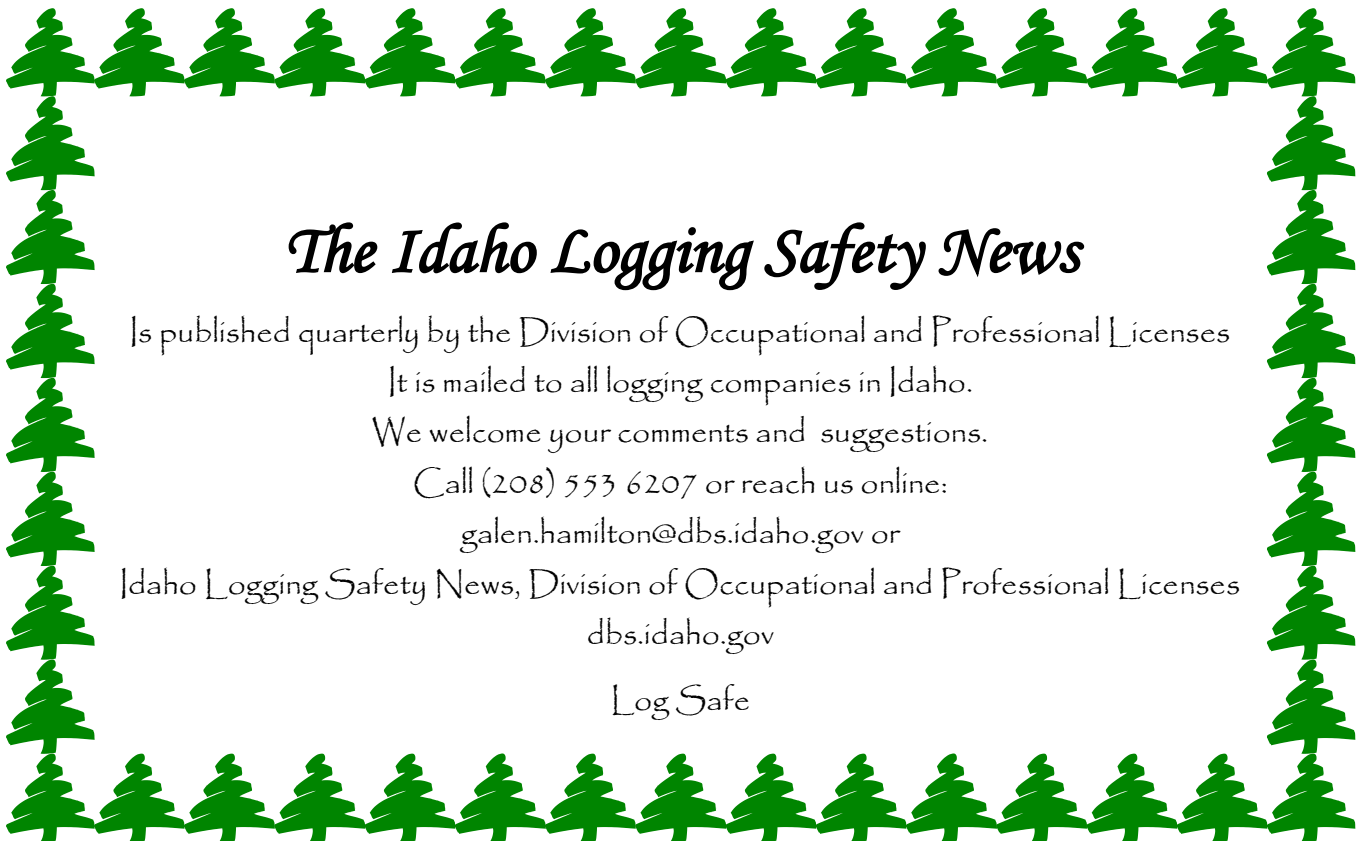 The Idaho Logging Safety News
Is published quarterly by the Division of Occupational and Professional Licenses
It is mailed to all logging companies in Idaho.
We welcome your comments and  suggestions.
Call (208) 553 6207 or reach us online:
galen.hamilton@dbs.idaho.gov or
Idaho Logging Safety News, Division of Occupational and Professional Licenses
dbs.idaho.gov
Log Safe